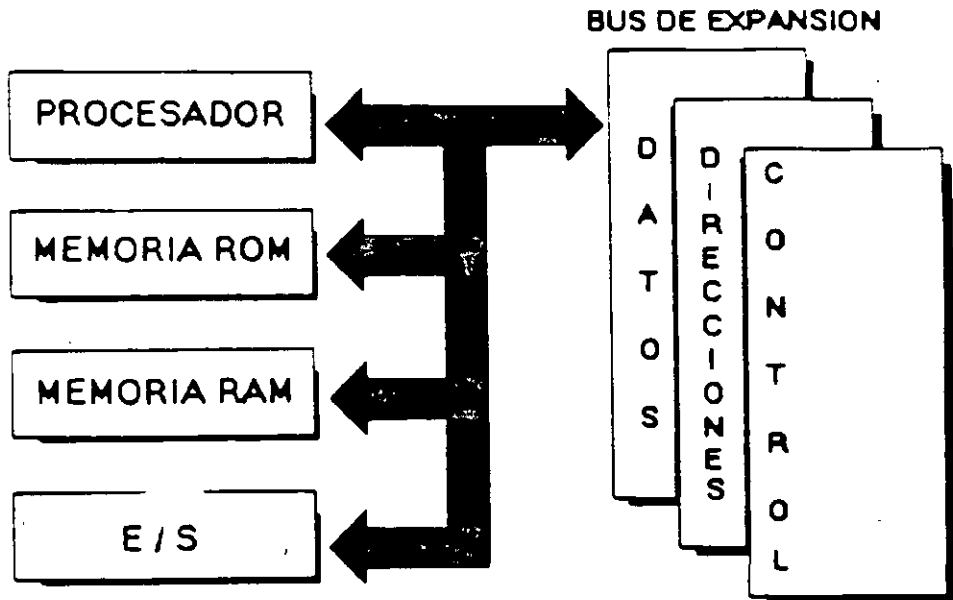 BUS DE EXPANSION
PROCESADOR
MEMORIA ROM
MEMORIA RAM
E / S
DATOS
DIRECCIONES
CONTROL